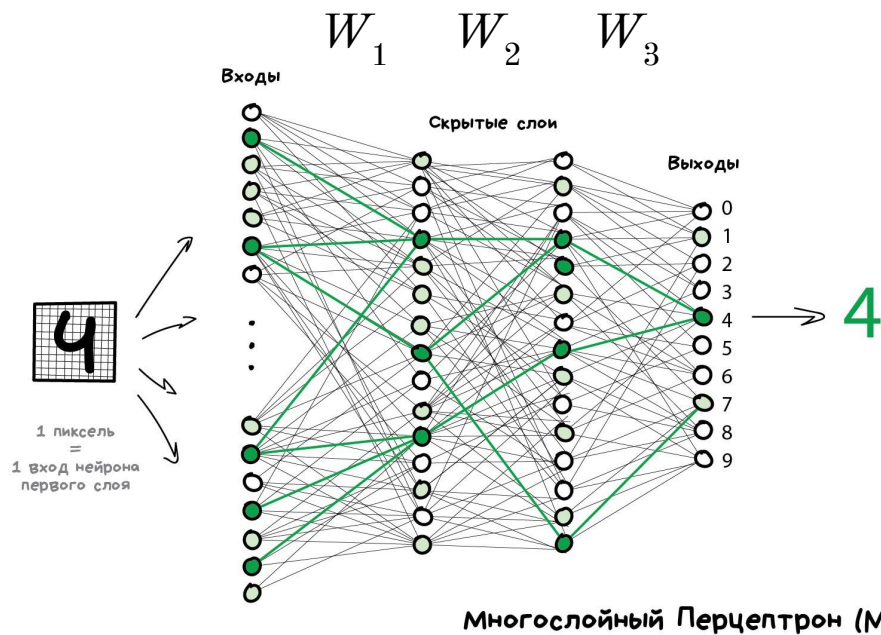 W1 W2 W3
Входы
Скрытые слои
Выходы
0
1
2
3
4
5
6
7
8
9
4
4
1 пиксель
=
1 вход нейрона
первого слоя
Многослойный Перцептрон (М